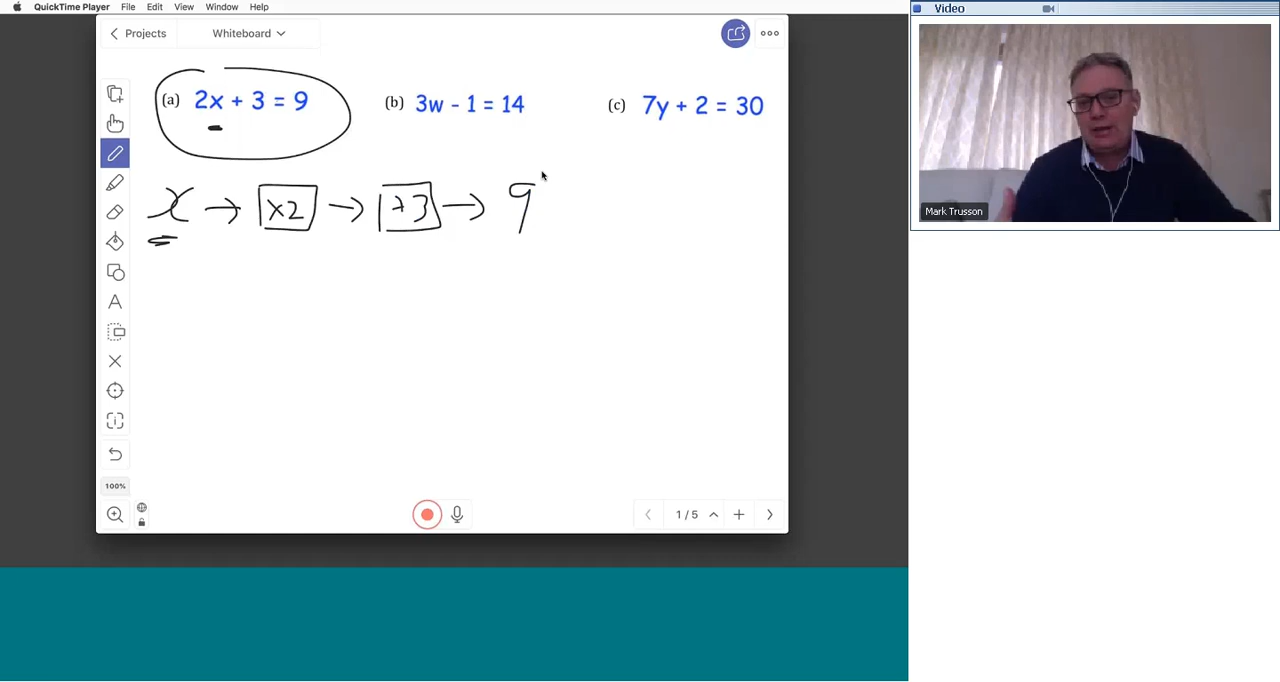 QuickTime Player File Edit View Window Help
Video
Projects Whiteboard
(a) 2x + 3 = 9 (b) 3w - 1 = 14 (c) 7y + 2 = 30
x → ×2 → +3 → 9
Mark Trusson
A
100%
1 / 5